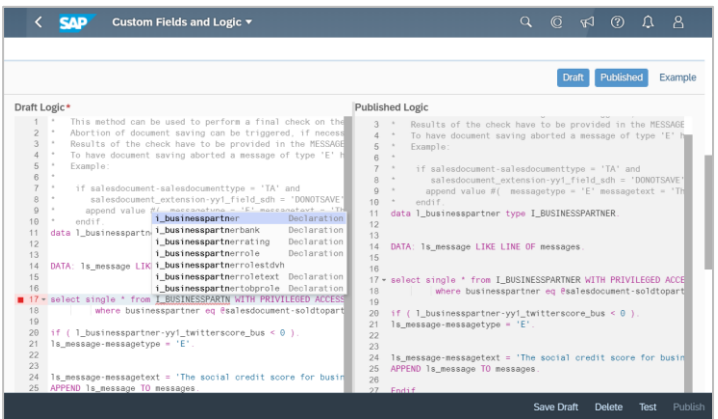 SAP Custom Fields and Logic
Draft Published Example
Draft Logic*
1 * This method can be used to perform a final check on the
2 * Abortion of document saving can be triggered, if necess
3 * Results of the check have to be provided in the MESSAGE
4 * To have document saving aborted a message of type 'E' h
5 * Example:
6 *
7 * if salesdocument-salesdocumenttype = 'TA' and
8 * salesdocument_extension-yy1_field_sdh = 'DONOTSAVE'
9 * append value #( messagetype = 'E' messagetext = 'Th
10 * endif.
11 data l_businesspartn
12
13
14 DATA: ls_message LIK
15
16
17 select single * from I_BUSINESSPARTN WITH PRIVILEGED ACCESS
18 where businesspartner eq @salesdocument-soldtopart
19
20 if ( l_businesspartner-yy1_twitterscore_bus < 0 ).
21 ls_message-messagetype = 'E'.
22
23
24 ls_message-messagetext = 'The social credit score for busin
25 APPEND ls_message TO messages.
i_businesspartner Declaration
i_businesspartnerbank Declaration
i_businesspartnerrating Declaration
i_businesspartnerrole Declaration
i_businesspartnerrolestdvh
i_businesspartnerroletext Declaration
i_businesspartnertobprole Declaration
Published Logic
3 * Results of the check have to be provided in the MESSAGE
4 * To have document saving aborted a message of type 'E' h
5 * Example:
6 *
7 * if salesdocument-salesdocumenttype = 'TA' and
8 * salesdocument_extension-yy1_field_sdh = 'DONOTSAVE'
9 * append value #( messagetype = 'E' messagetext = 'Th
10 * endif.
11 data l_businesspartner type I_BUSINESSPARTNER.
12
13
14 DATA: ls_message LIKE LINE OF messages.
15
16
17 select single * from I_BUSINESSPARTNER WITH PRIVILEGED ACCE
18 where businesspartner eq @salesdocument-soldtopart
19
20 if ( l_businesspartner-yy1_twitterscore_bus < 0 ).
21 ls_message-messagetype = 'E'.
22
23
24 ls_message-messagetext = 'The social credit score for busin
25 APPEND ls_message TO messages.
26
27 Endif.
Save Draft Delete Test Publish